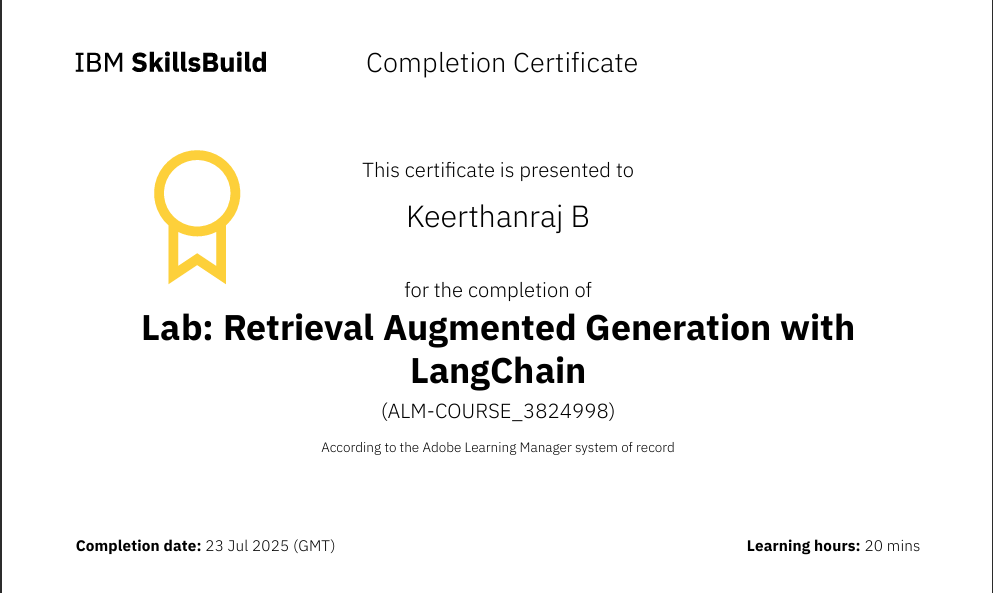 IBM SkillsBuild
Completion Certificate
This certificate is presented to
Keerthanraj B
for the completion of
Lab: Retrieval Augmented Generation with
LangChain
(ALM-COURSE_3824998)
According to the Adobe Learning Manager system of record
Completion date: 23 Jul 2025 (GMT)
Learning hours: 20 mins